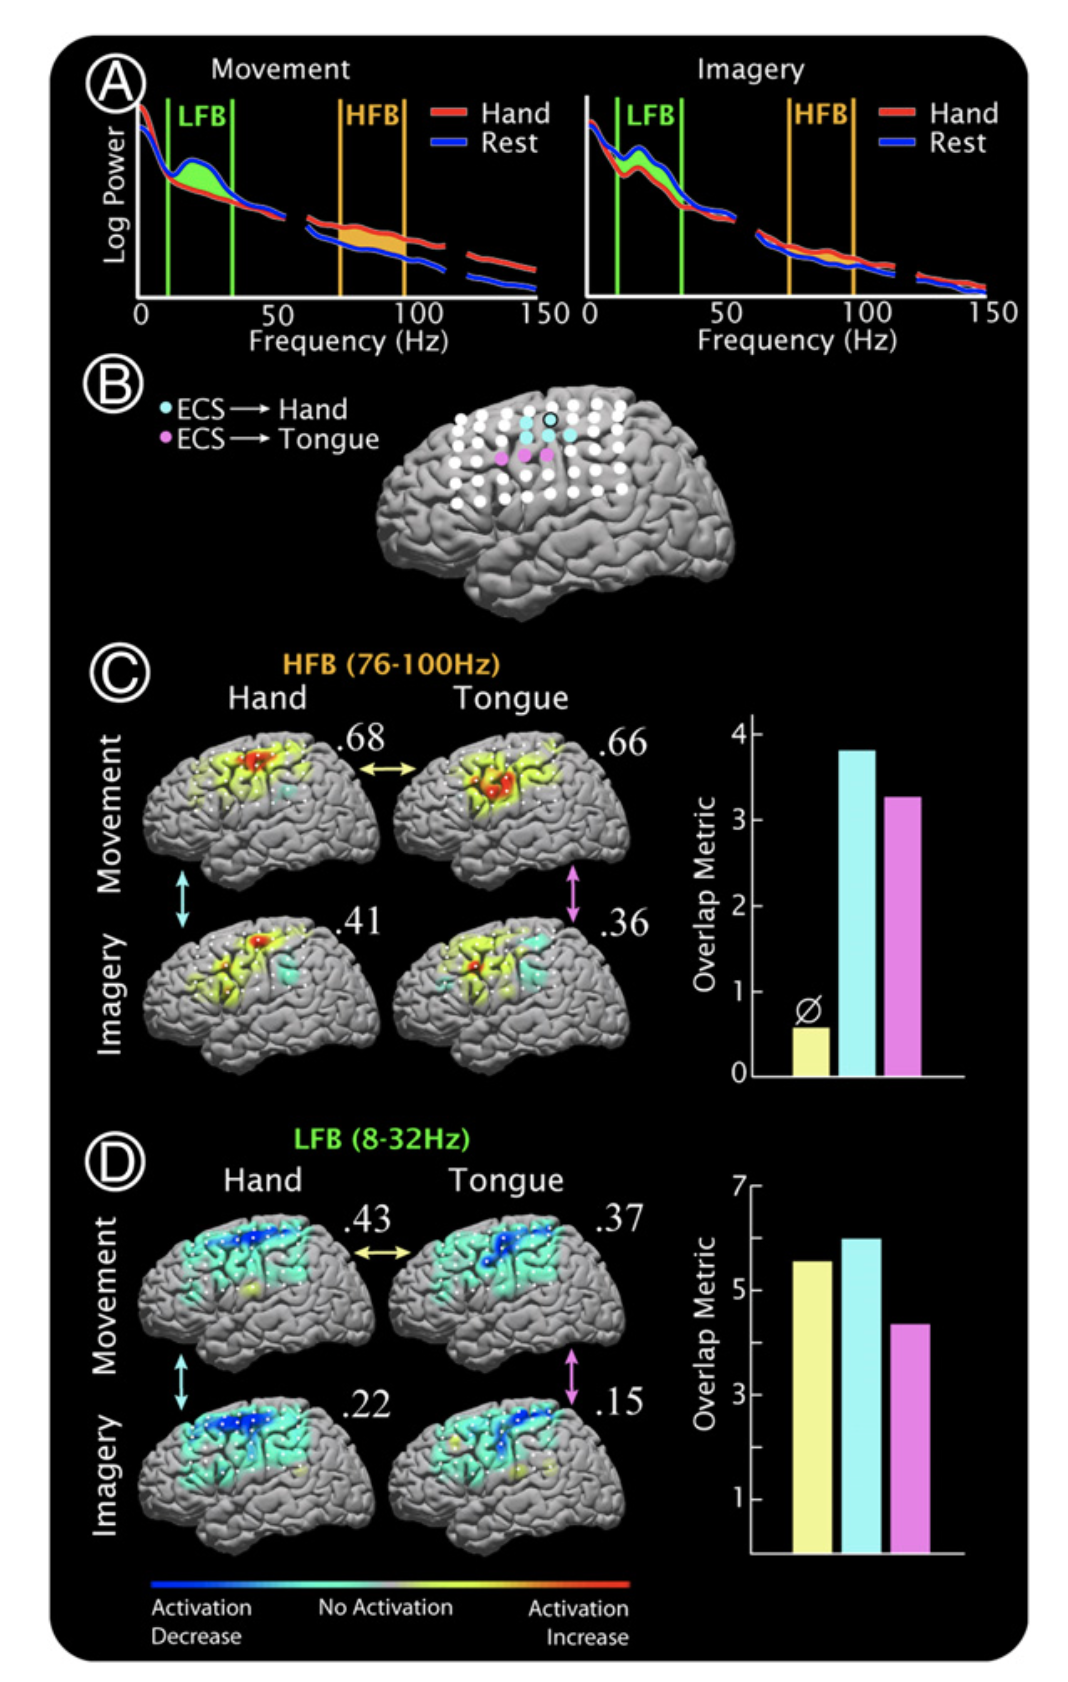 A
Movement
Imagery
LFB
HFB
Hand
Rest
LFB
HFB
Hand
Rest
Log Power
0
50
100
150
0
50
100
150
Frequency (Hz)
Frequency (Hz)
B
ECS → Hand
ECS → Tongue
C
HFB (76-100Hz)
Hand
Tongue
Movement
.68
.66
Imagery
.41
.36
Overlap Metric
4
3
2
1
0
∅
D
LFB (8-32Hz)
Hand
Tongue
Movement
.43
.37
Imagery
.22
.15
Overlap Metric
7
5
3
1
Activation Decrease
No Activation
Activation Increase